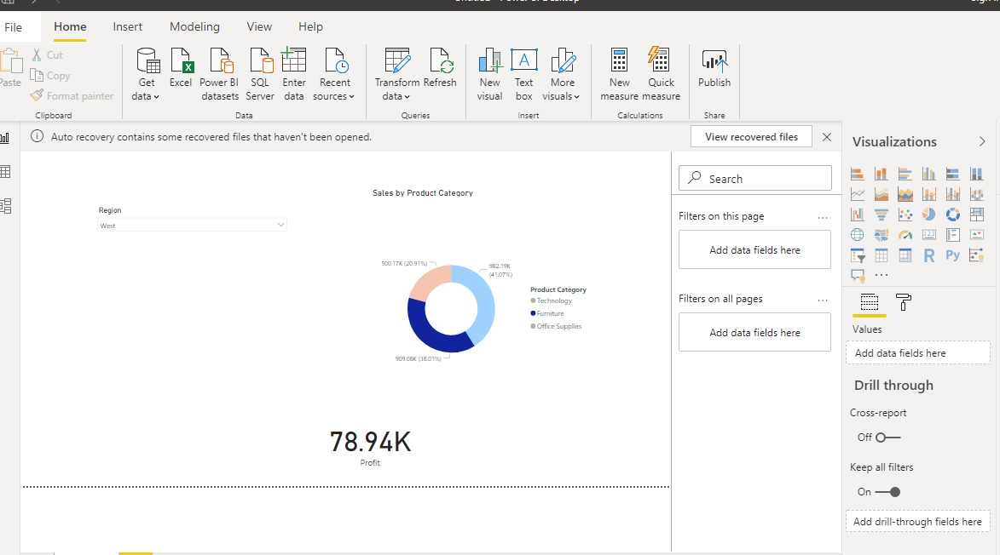 File
Home
Insert
Modeling
View
Help
Paste
Cut
Copy
Format painter
Clipboard
Get data
Excel
Power BI datasets
SQL Server
Enter data
Recent sources
Data
Transform data
Refresh
Queries
New visual
Text box
More visuals
Insert
New measure
Quick measure
Calculations
Publish
Share
Auto recovery contains some recovered files that haven't been opened.
View recovered files
Region
West
Sales by Product Category
500.17K (20.91%)
982.19K
(41.07%)
909.08K (38.01%)
Product Category
Technology
Furniture
Office Supplies
78.94K
Profit
Search
Filters on this page
...
Add data fields here
Filters on all pages
...
Add data fields here
Visualizations
123
R
Py
...
Values
Add data fields here
Drill through
Cross-report
Off
Keep all filters
On
Add drill-through fields here